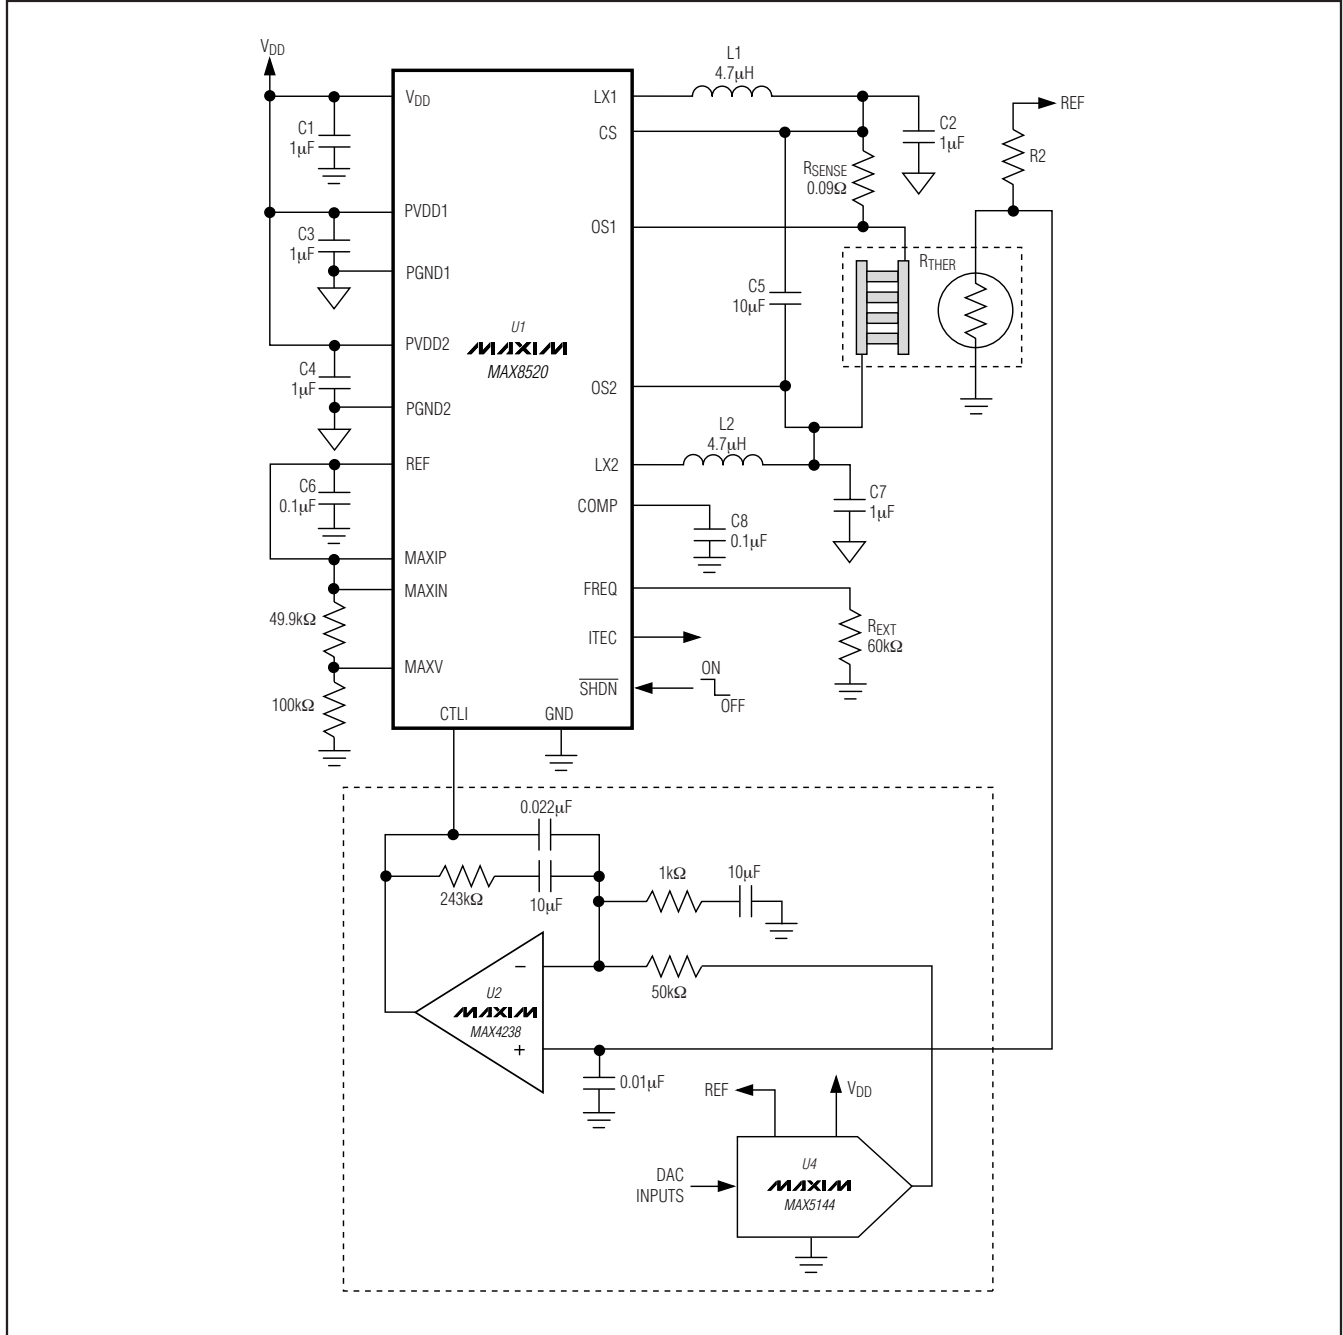 VDD
VDD
C1
1μF
PVDD1
C3
1μF
PGND1
PVDD2
C4
1μF
PGND2
REF
C6
0.1μF
MAXIP
MAXIN
49.9kΩ
MAXV
100kΩ
CTLI
GND
U1
MAXIM
MAX8520
LX1
CS
OS1
OS2
LX2
COMP
FREQ
ITEC
SHDN
L1
4.7μH
C2
1μF
RSENSE
0.09Ω
REF
R2
RTHER
C5
10μF
L2
4.7μH
C7
1μF
C8
0.1μF
REXT
60kΩ
ON
OFF
0.022μF
243kΩ
10μF
1kΩ
10μF
50kΩ
−
U2
MAXIM
MAX4238
+
0.01μF
REF
VDD
DAC
INPUTS
U4
MAXIM
MAX5144